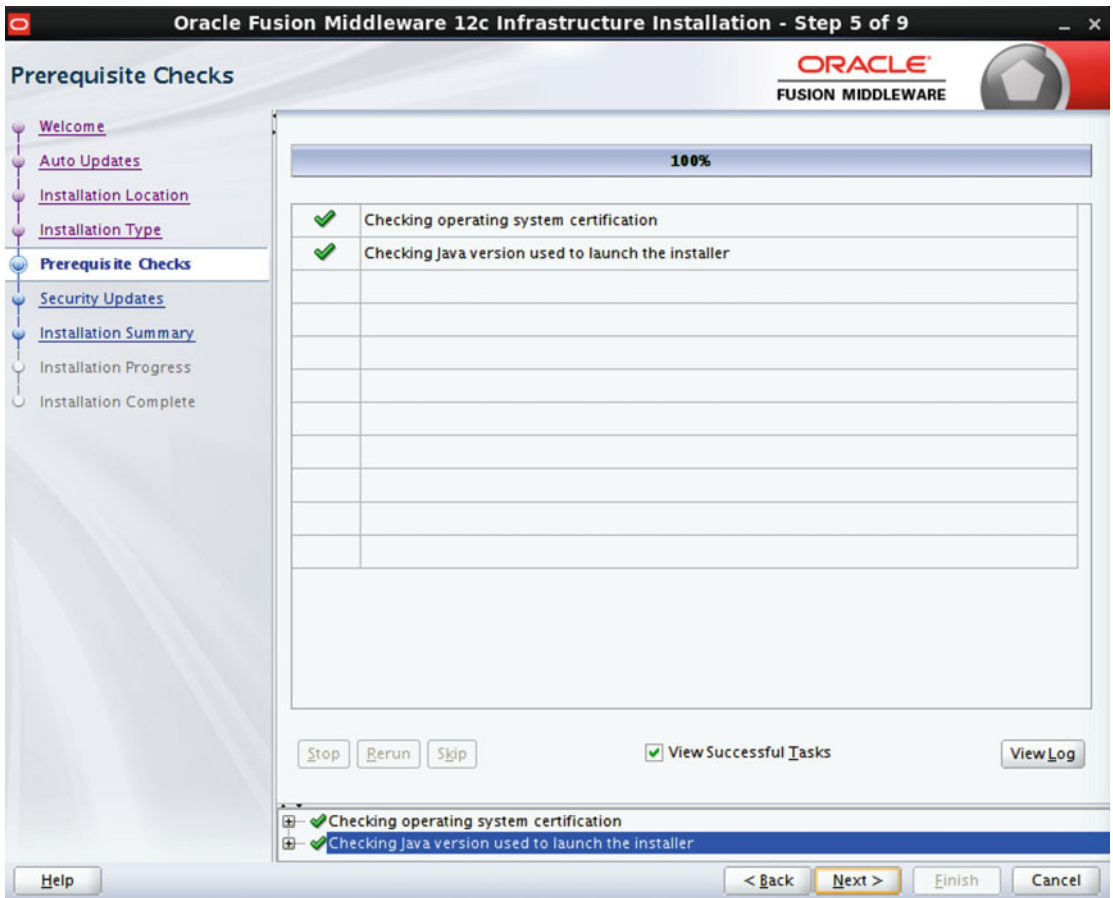 Oracle Fusion Middleware 12c Infrastructure Installation - Step 5 of 9
Prerequisite Checks
ORACLE
FUSION MIDDLEWARE
Welcome
Auto Updates
Installation Location
Installation Type
Prerequisite Checks
Security Updates
Installation Summary
Installation Progress
Installation Complete
100%
Checking operating system certification
Checking Java version used to launch the installer
Stop Rerun Skip View Successful Tasks View Log
Checking operating system certification
Checking Java version used to launch the installer
Help < Back Next > Finish Cancel